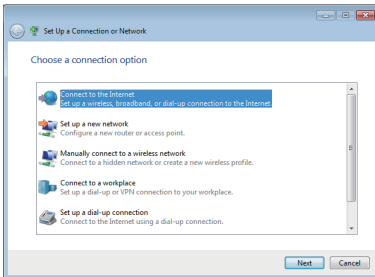 Set Up a Connection or Network
Choose a connection option
Connect to the Internet
Set up a wireless, broadband, or dial-up connection to the Internet.
Set up a new network
Configure a new router or access point.
Manually connect to a wireless network
Connect to a hidden network or create a new wireless profile.
Connect to a workplace
Set up a dial-up or VPN connection to your workplace.
Set up a dial-up connection
Connect to the Internet using a dial-up connection.
Next Cancel